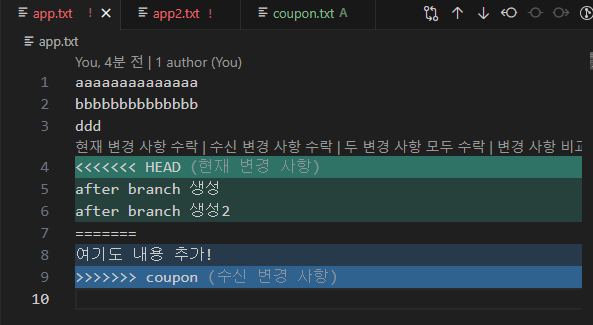 app.txt ! × app2.txt ! coupon.txt A
app.txt
You, 4분 전 | 1 author (You)
1 aaaaaaaaaaaaaa
2 bbbbbbbbbbbbbb
3 ddd
현재 변경 사항 수락 | 수신 변경 사항 수락 | 두 변경 사항 모두 수락 | 변경 사항 비교
4 <<<<<<< HEAD (현재 변경 사항)
5 after branch 생성
6 after branch 생성2
7 =======
8 여기도 내용 추가!
9 >>>>>>> coupon (수신 변경 사항)
10